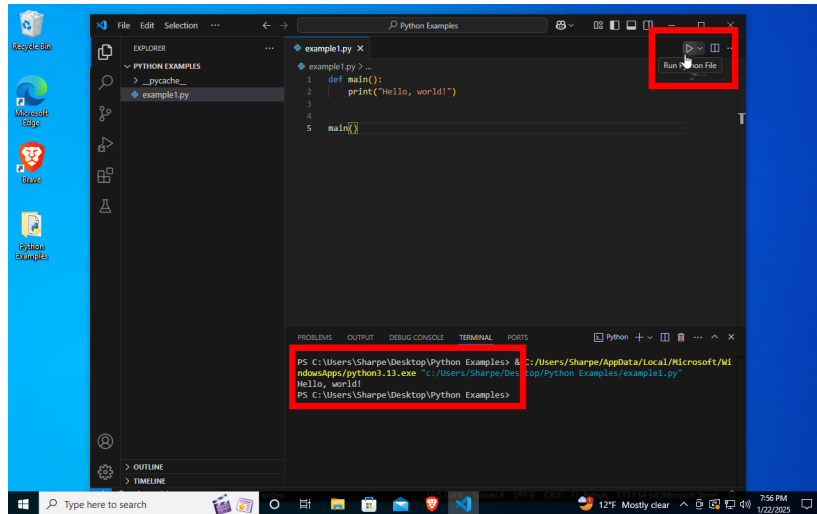 Recycle Bin
Microsoft
Edge
Brave
Python
Examples
File Edit Selection ··· Python Examples
EXPLORER ···
PYTHON EXAMPLES
__pycache__
example1.py
OUTLINE
TIMELINE
example1.py
example1.py > ...
Run Python File
1 def main():
2 print("Hello, world!")
3
4
5 main()
T
PROBLEMS OUTPUT DEBUG CONSOLE TERMINAL PORTS Python ···
PS C:\Users\Sharpe\Desktop\Python Examples> & C:/Users/Sharpe/AppData/Local/Microsoft/Wi
ndowsApps/python3.13.exe "c:/Users/Sharpe/Desktop/Python Examples/example1.py"
Hello, world!
PS C:\Users\Sharpe\Desktop\Python Examples>
Type here to search
12°F Mostly clear
7:56 PM
1/22/2025